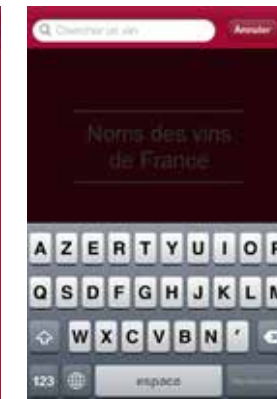 Chercher un vin Annuler
Noms des vins
de France
A Z E R T Y U I O P
Q S D F G H J K L M
W X C V B N '
123 espace